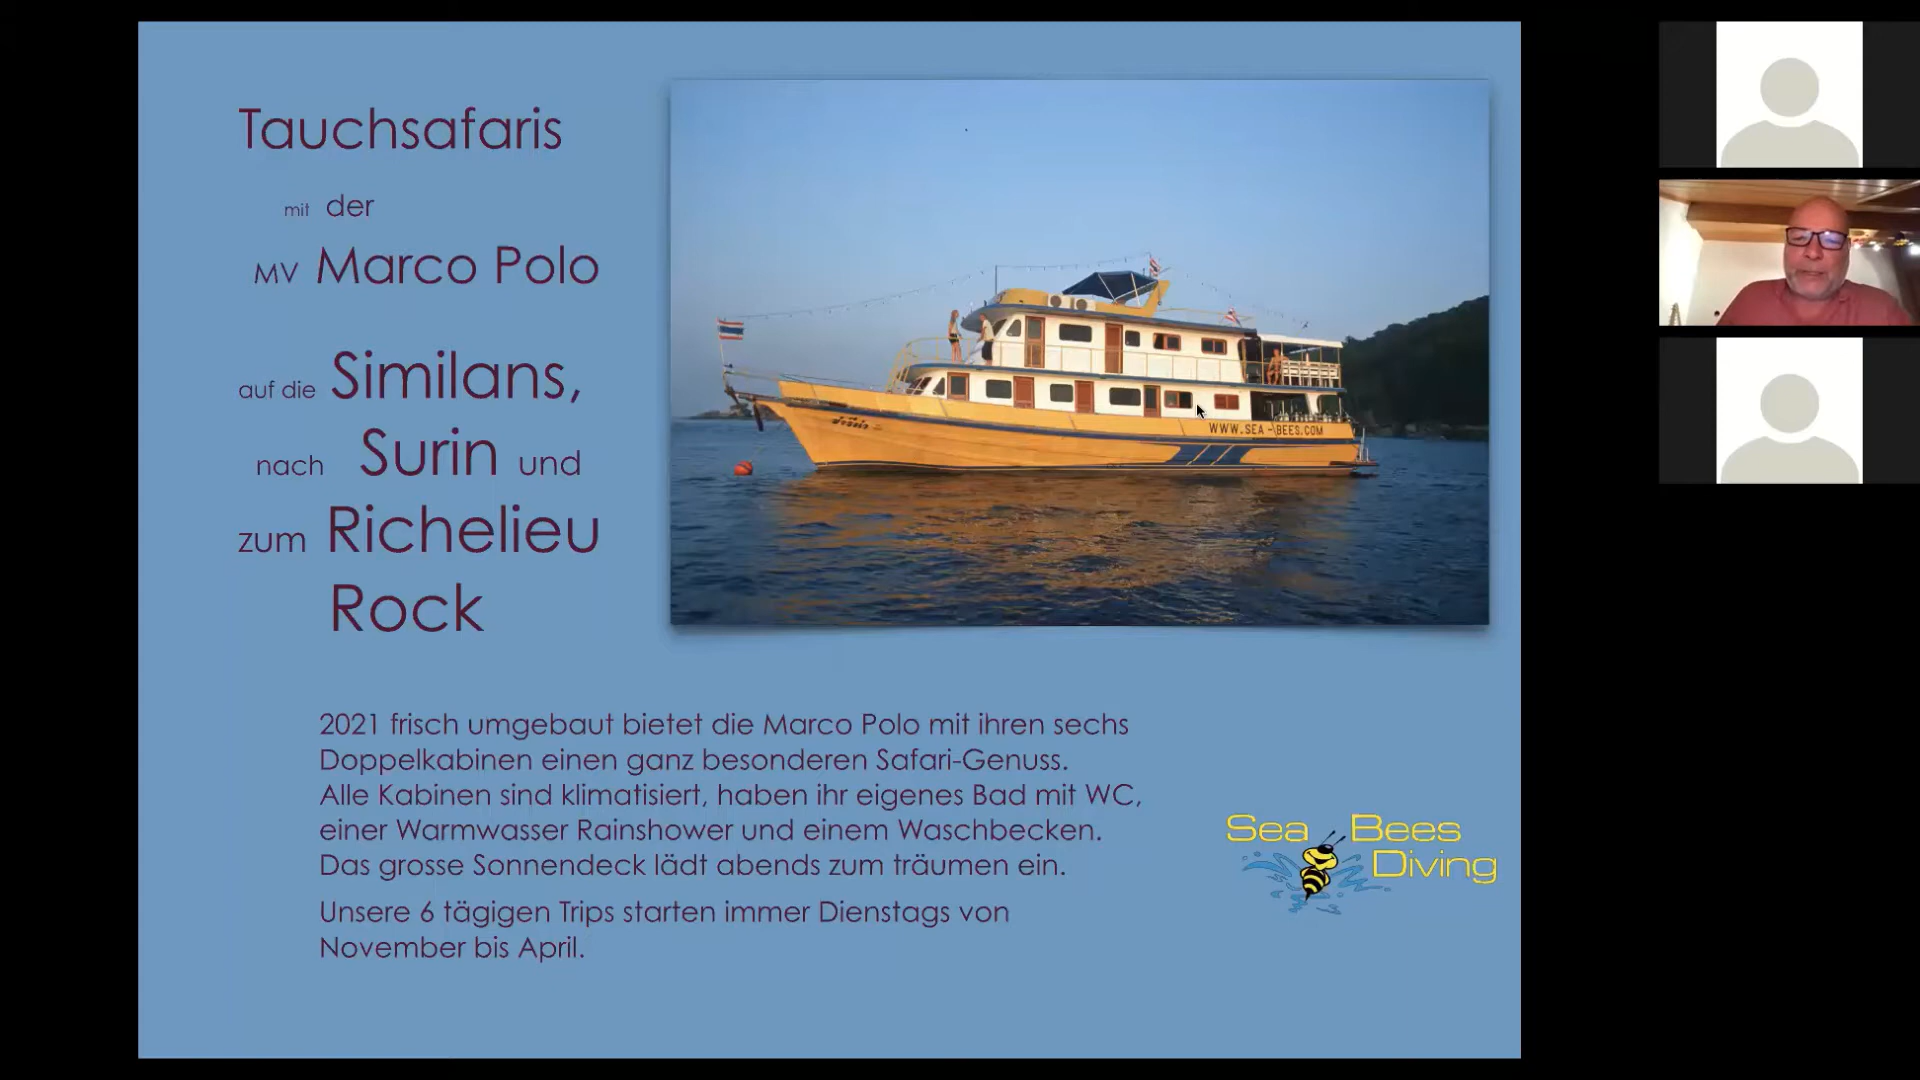 Tauchsafaris
mit der
MV Marco Polo
auf die Similans,
nach Surin und
zum Richelieu
Rock
WWW.SEA-BEES.COM
2021 frisch umgebaut bietet die Marco Polo mit ihren sechs
Doppelkabinen einen ganz besonderen Safari-Genuss.
Alle Kabinen sind klimatisiert, haben ihr eigenes Bad mit WC,
einer Warmwasser Rainshower und einem Waschbecken.
Das grosse Sonnendeck lädt abends zum träumen ein.
Unsere 6 tägigen Trips starten immer Dienstags von
November bis April.
Sea Bees
Diving